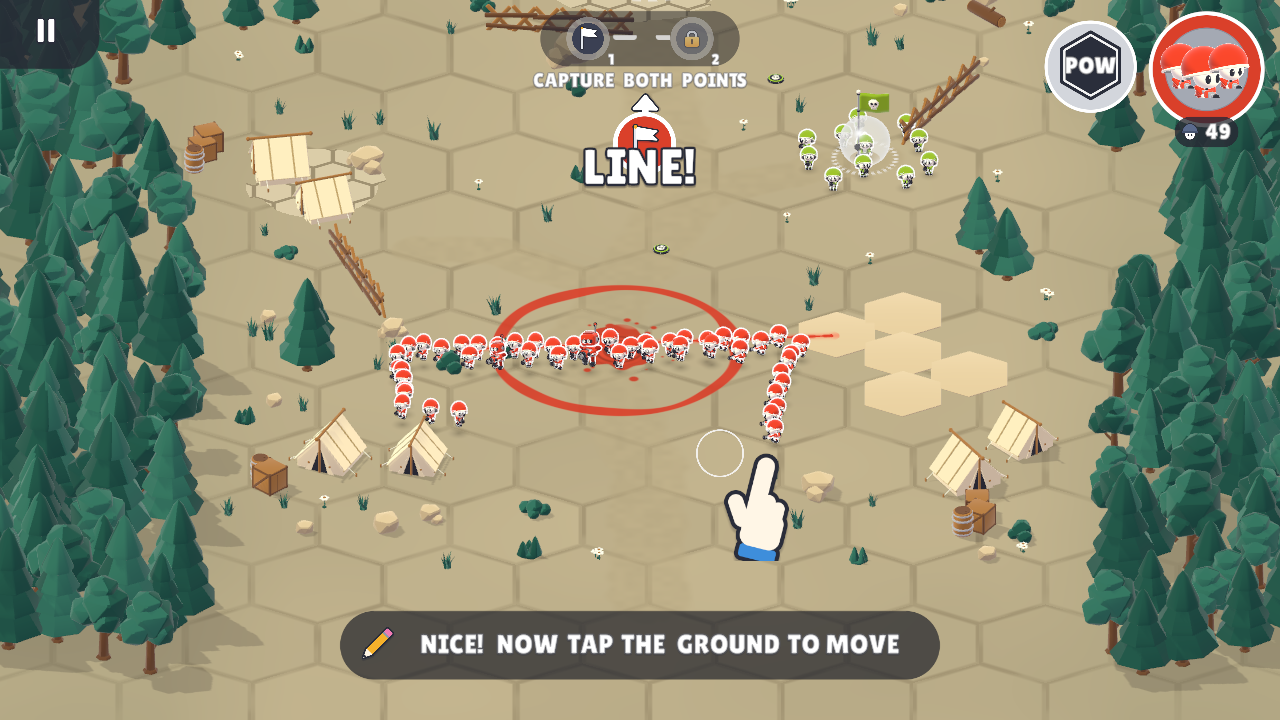 1
2
CAPTURE BOTH POINTS
POW
49
LINE!
NICE! NOW TAP THE GROUND TO MOVE